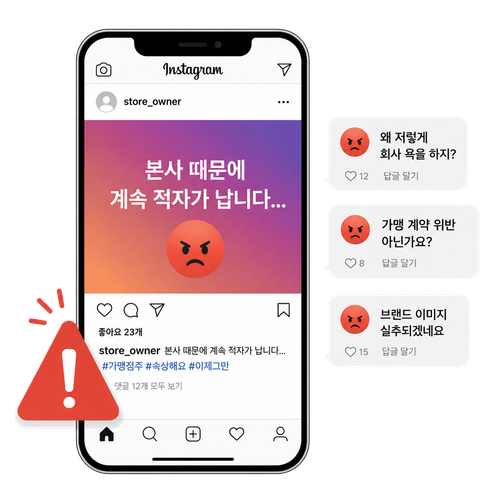 Instagram
store_owner
본사 때문에
계속 적자가 납니다...
좋아요 23개
store_owner 본사 때문에 계속 적자가 납니다...
#가맹점주 #속상해요 #이제그만
댓글 12개 모두 보기
왜 저렇게
회사 욕을 하지?
12 답글 달기
가맹 계약 위반
아닌가요?
8 답글 달기
브랜드 이미지
실추되겠네요
15 답글 달기
!